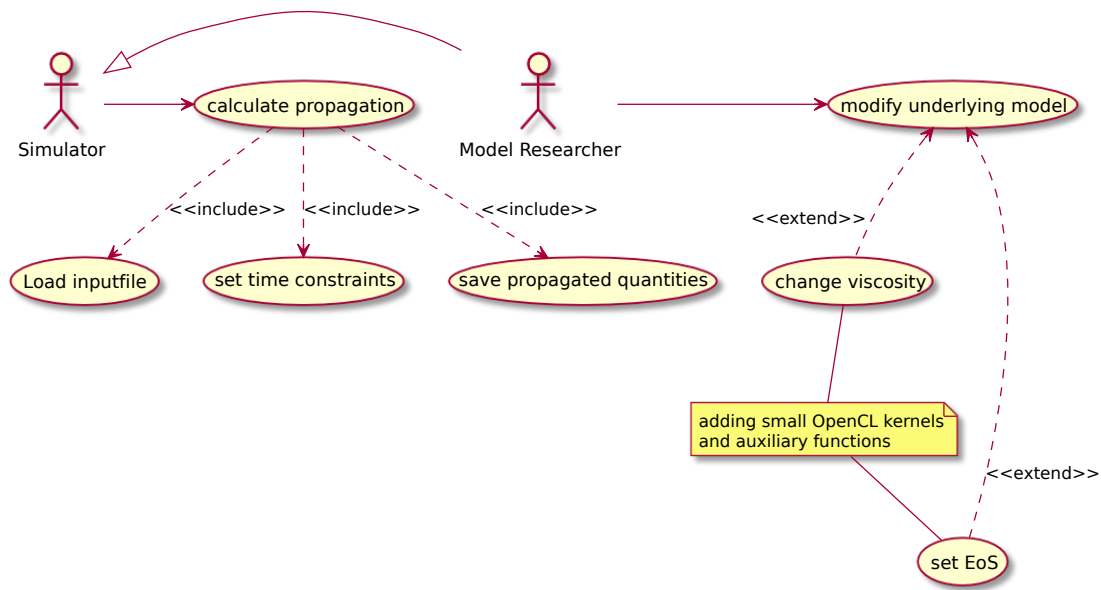 calculate propagation
modify underlying model
Simulator
Model Researcher
<<include>>
<<include>>
<<include>>
<<extend>>
Load inputfile
set time constraints
save propagated quantities
change viscosity
adding small OpenCL kernels
and auxiliary functions
<<extend>>
set EoS